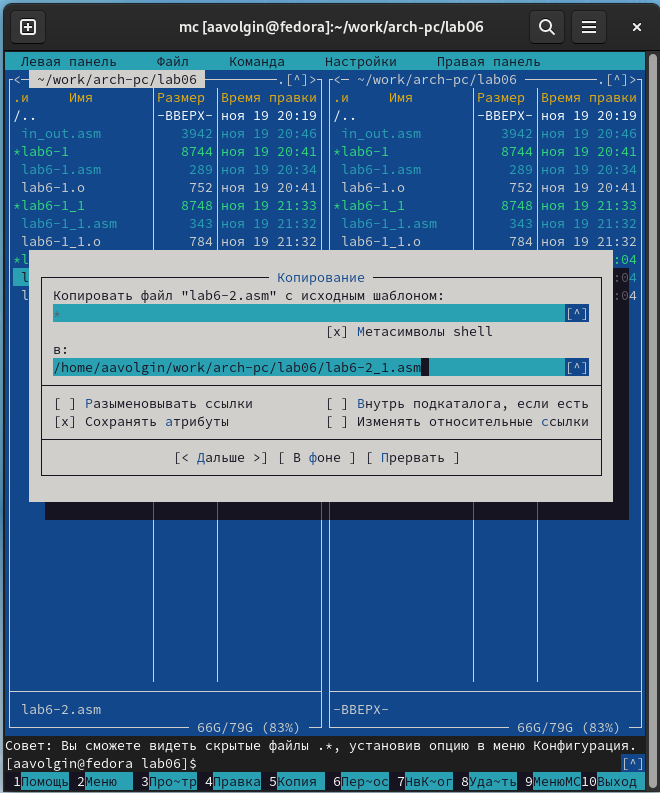 mc [aavolgin@fedora]:~/work/arch-pc/lab06
Левая панель Файл Команда Настройки Правая панель
<─ ~/work/arch-pc/lab06 .[^]> <─ ~/work/arch-pc/lab06 .[^]>
.и Имя Размер Время правки .и Имя Размер Время правки
/.. -ВВЕРХ- ноя 19 20:19 /.. -ВВЕРХ- ноя 19 20:19
in_out.asm 3942 ноя 19 20:46 in_out.asm 3942 ноя 19 20:46
*lab6-1 8744 ноя 19 20:41 *lab6-1 8744 ноя 19 20:41
lab6-1.asm 289 ноя 19 20:34 lab6-1.asm 289 ноя 19 20:34
lab6-1.o 752 ноя 19 20:41 lab6-1.o 752 ноя 19 20:41
*lab6-1_1 8748 ноя 19 21:33 *lab6-1_1 8748 ноя 19 21:33
lab6-1_1.asm 343 ноя 19 21:32 lab6-1_1.asm 343 ноя 19 21:32
lab6-1_1.o 784 ноя 19 21:32 lab6-1_1.o 784 ноя 19 21:32
*l :04
l Копирование :04
Копировать файл "lab6-2.asm" с исходным шаблоном:
l :04
* [^]
[x] Метасимволы shell
в:
/home/aavolgin/work/arch-pc/lab06/lab6-2_1.asm [^]
[ ] Разыменовывать ссылки [ ] Внутрь подкаталога, если есть
[x] Сохранять атрибуты [ ] Изменять относительные ссылки
[< Дальше >] [ В фоне ] [ Прервать ]
lab6-2.asm -ВВЕРХ-
66G/79G (83%) 66G/79G (83%)
Совет: Вы сможете видеть скрытые файлы .*, установив опцию в меню Конфигурация.
[aavolgin@fedora lab06]$ [^]
1Помощь 2Меню 3Про~тр 4Правка 5Копия 6Пер~ос 7НвК~ог 8Уда~ть 9МенюМС 10Выход